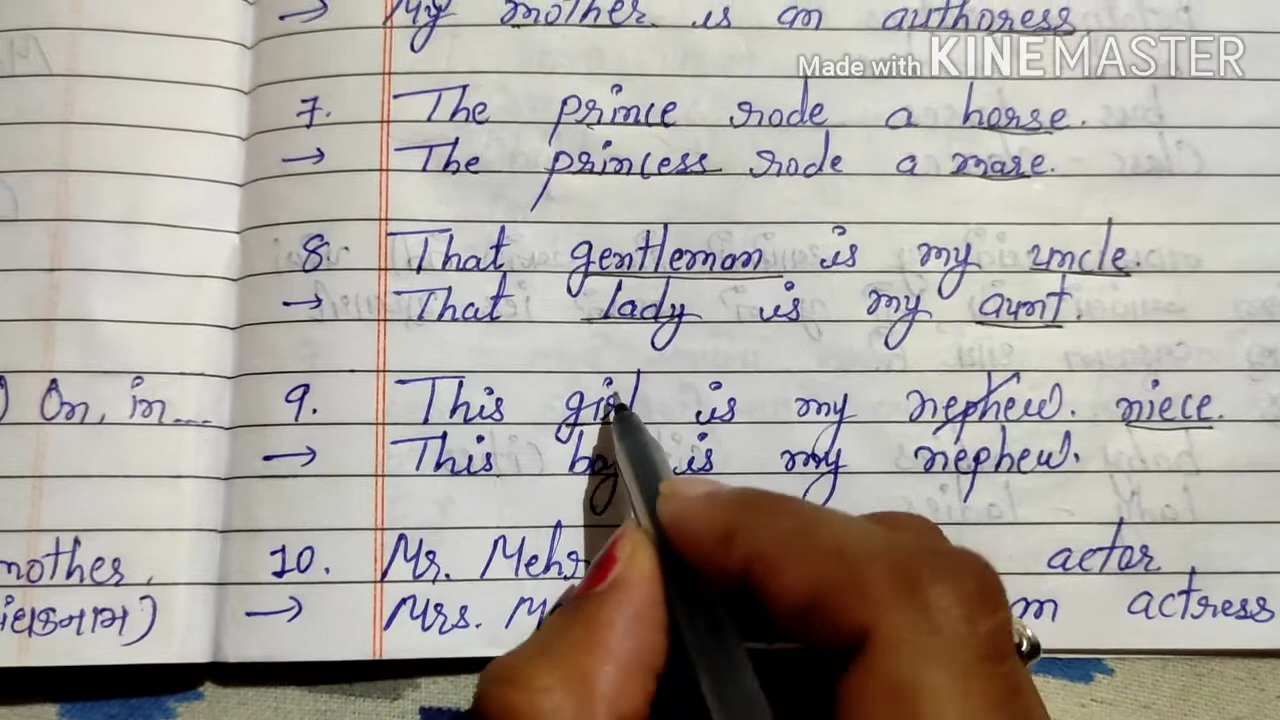 → My mother is an authoress.
Made with KINEMASTER
7. The prince rode a horse.
→ The princess rode a mare.
8. That gentleman is my uncle.
→ That lady is my aunt.
On, in.... 9. This girl is my nephew. niece.
→ This boy is my nephew.
mother, 10. Mr. actor
→ Mrs. actress